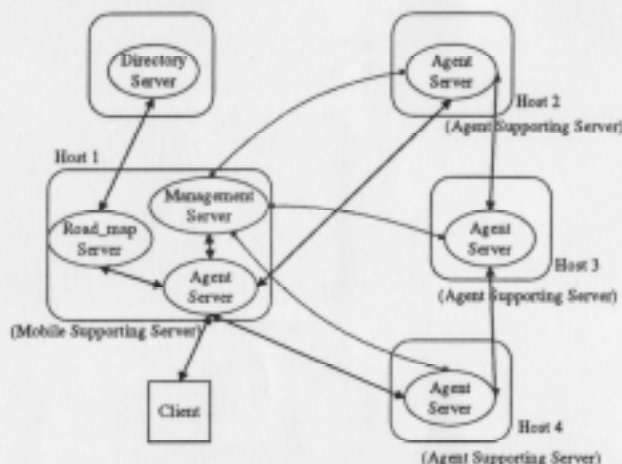 Directory
Server
Agent
Server
Host 2
(Agent Supporting Server)
Host 1
Management
Server
Road_map
Server
Agent
Server
(Mobile Supporting Server)
Agent
Server
Host 3
(Agent Supporting Server)
Client
Agent
Server
Host 4
(Agent Supporting Server)